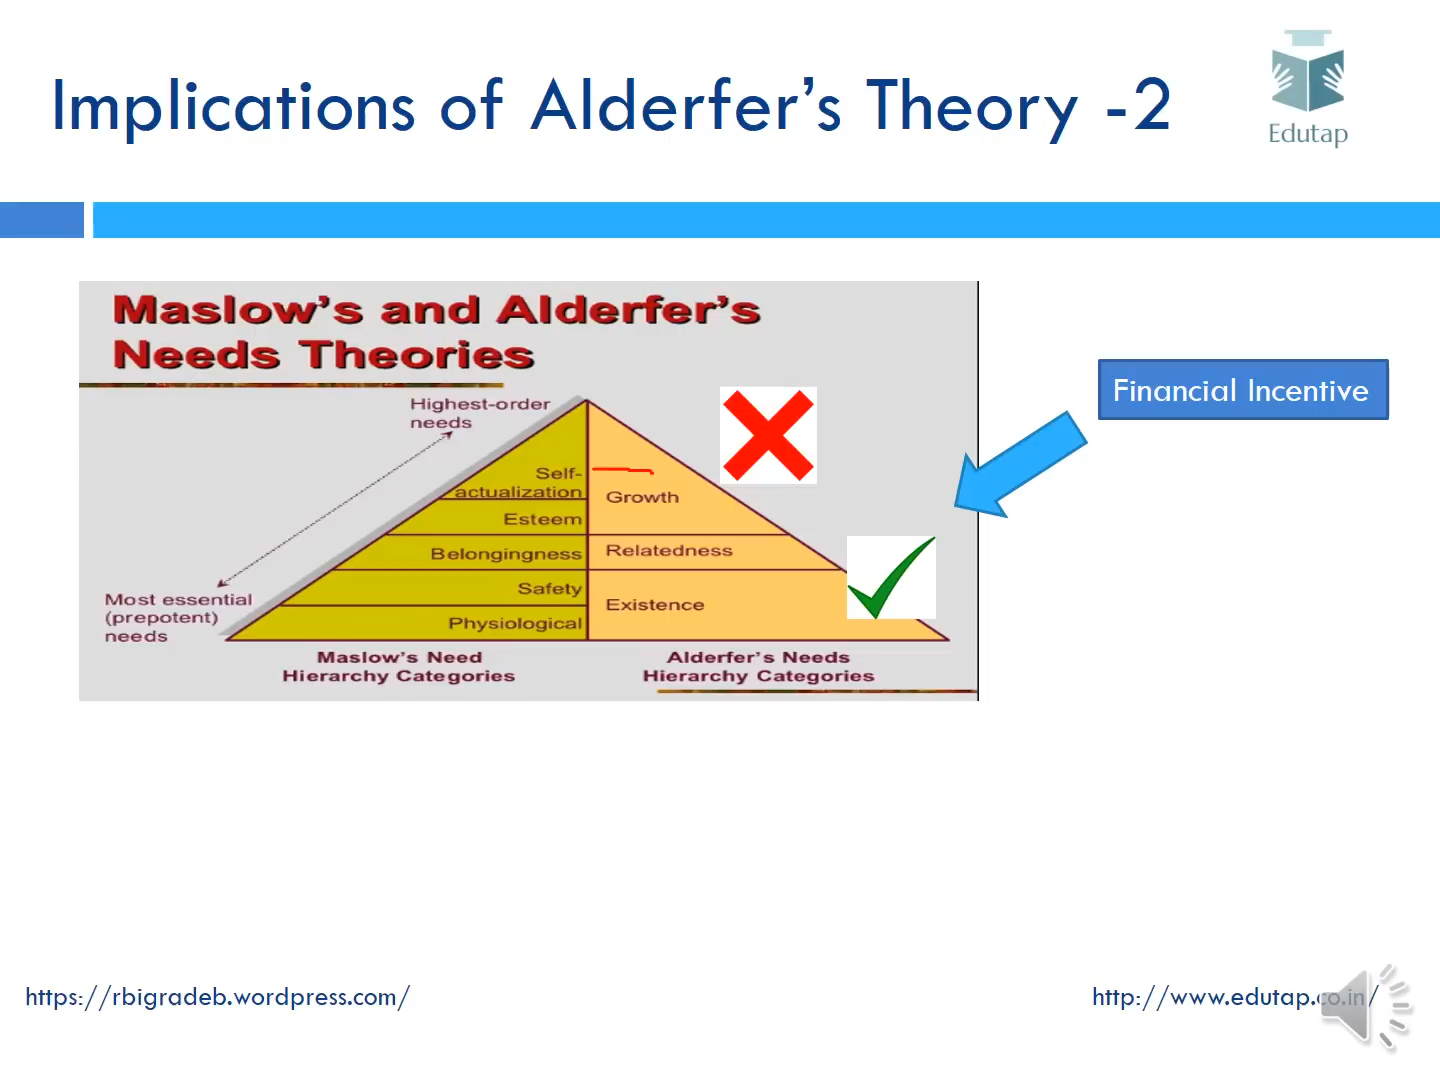 Implications of Alderfer's Theory -2
Edutap
Maslow's and Alderfer's
Needs Theories
Financial Incentive
Highest-order
needs
Self-
actualization
Growth
Esteem
Belongingness
Relatedness
Safety
Existence
Physiological
Most essential
(prepotent)
needs
Maslow's Need
Hierarchy Categories
Alderfer's Needs
Hierarchy Categories
https://rbigradeb.wordpress.com/
http://www.edutap.co.in/